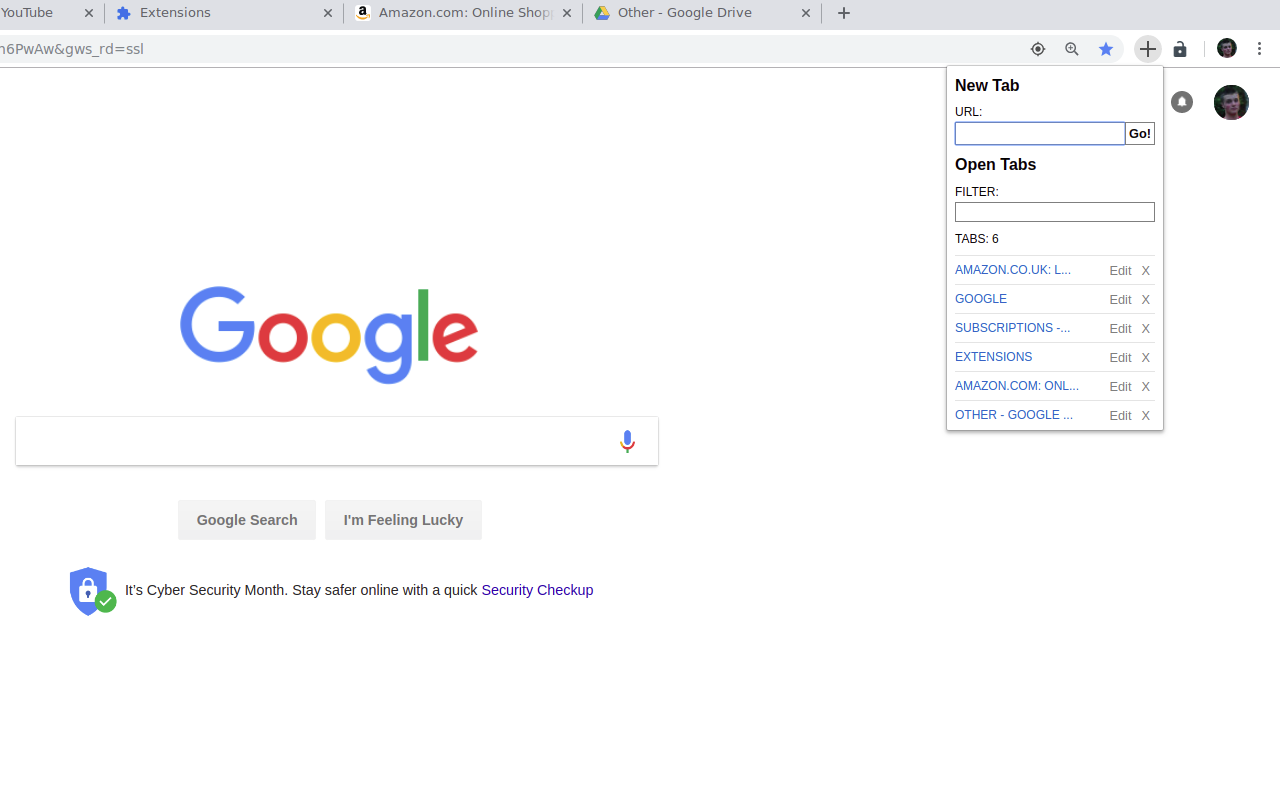 YouTube
Extensions
Amazon.com: Online Shop
Other - Google Drive
6PwAw&gws_rd=ssl
New Tab
URL:
Go!
Open Tabs
FILTER:
TABS: 6
AMAZON.CO.UK: L... Edit X
GOOGLE Edit X
SUBSCRIPTIONS -... Edit X
EXTENSIONS Edit X
AMAZON.COM: ONL... Edit X
OTHER - GOOGLE ... Edit X
Google
Google Search
I'm Feeling Lucky
It's Cyber Security Month. Stay safer online with a quick Security Checkup